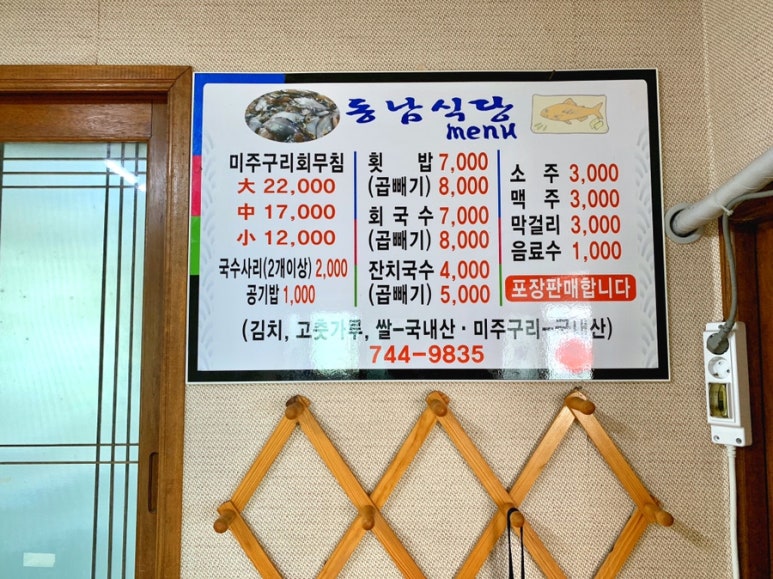 동남식당
menu
미주구리회무침
大 22,000
中 17,000
小 12,000
국수사리(2개이상) 2,000
공기밥 1,000
횟 밥 7,000
(곱빼기) 8,000
회 국 수 7,000
(곱빼기) 8,000
잔치국수 4,000
(곱빼기) 5,000
소 주 3,000
맥 주 3,000
막걸리 3,000
음료수 1,000
포장판매합니다
(김치, 고춧가루, 쌀-국내산 · 미주구리-국내산)
744-9835